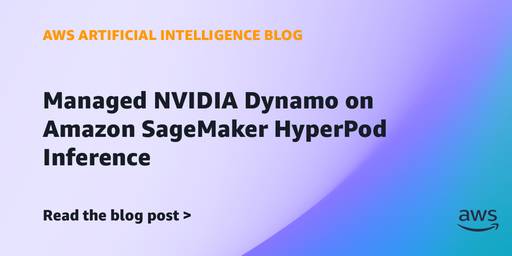 AWS ARTIFICIAL INTELLIGENCE BLOG
Managed NVIDIA Dynamo on
Amazon SageMaker HyperPod
Inference
Read the blog post >
aws